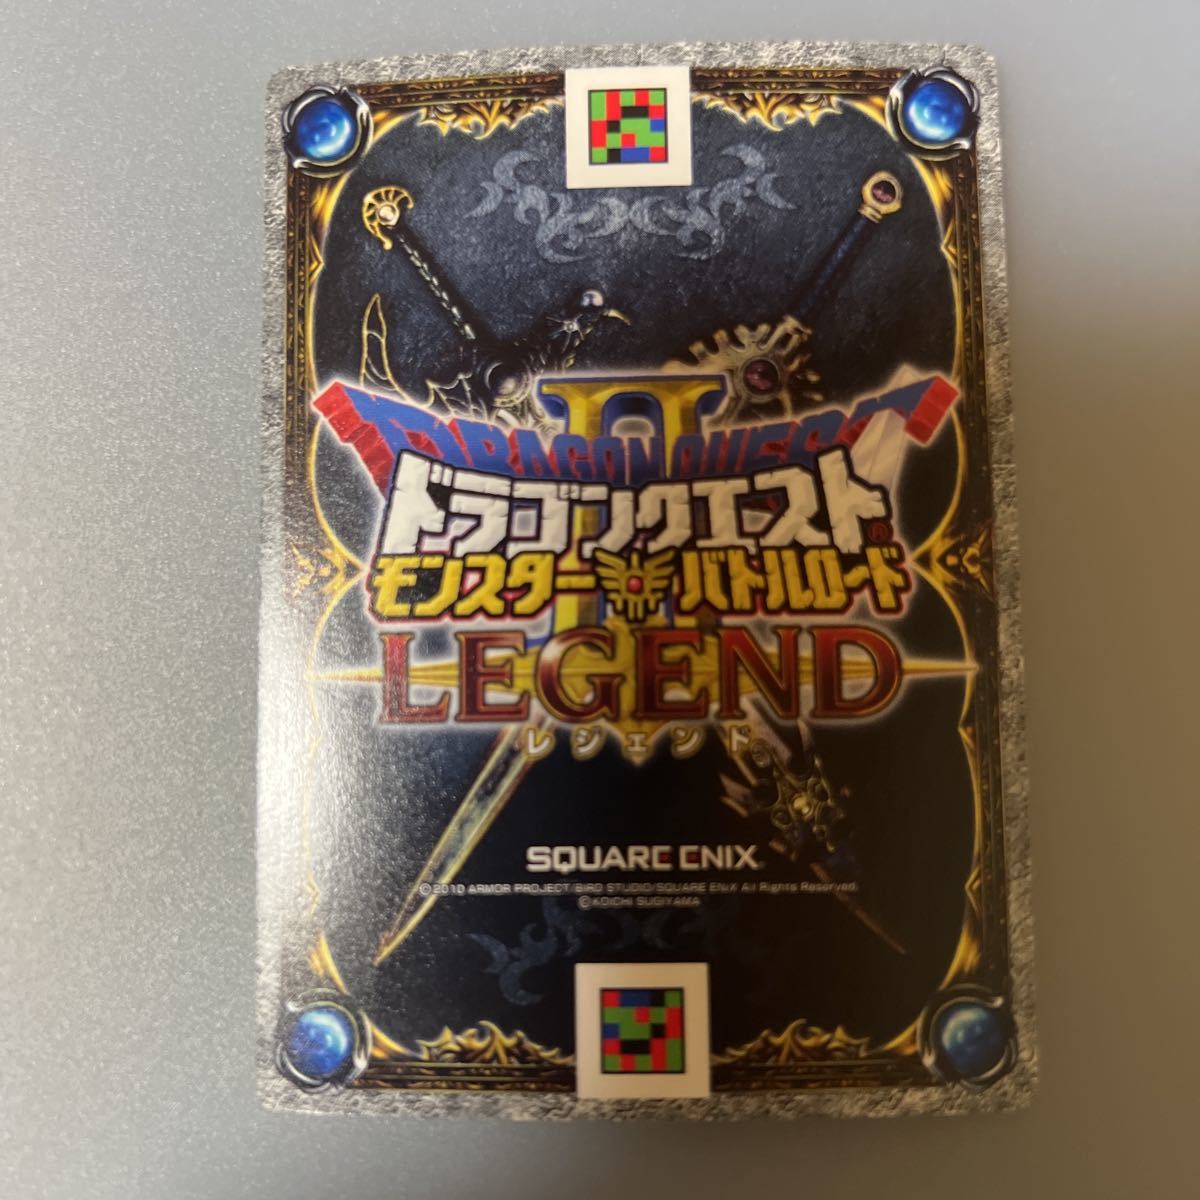 II
DRAGON QUEST
ドラゴンクエスト®
モンスターバトルロード
II
LEGEND
レジェンド
SQUARE ENIX
©2010 ARMOR PROJECT/BIRD STUDIO/SQUARE ENIX All Rights Reserved.
©KOICHI SUGIYAMA